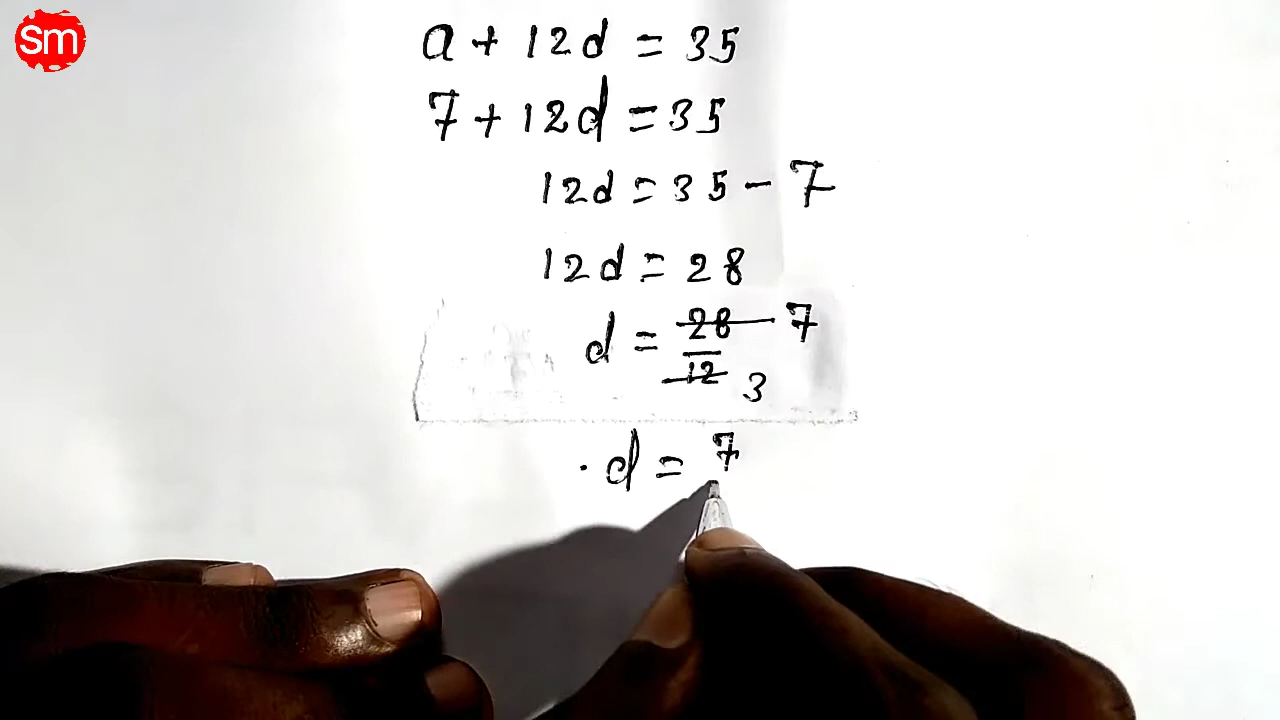 Sm
a + 12d = 35
7 + 12d = 35
12d = 35 - 7
12d = 28
d = 28/12 7 3
. d = 7